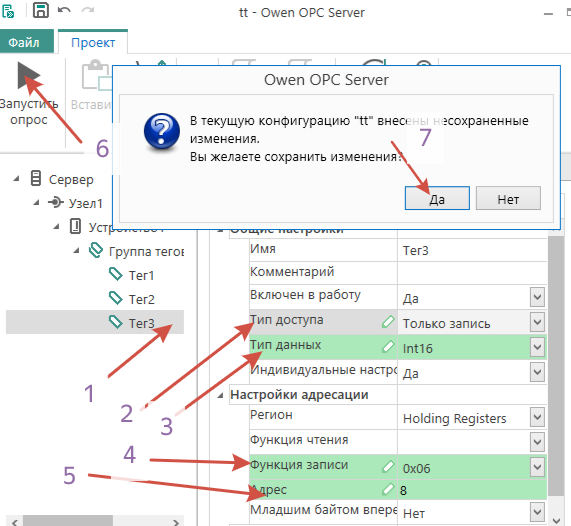 tt - Owen OPC Server
Файл
Проект
Запустить
опрос
Встави
Owen OPC Server
В текущую конфигурацию "tt" внесены несохраненные
изменения.
Вы желаете сохранить изменения?
Да
Нет
6
7
Сервер
Узел1
Устройство1
Группа тегов
Тег1
Тег2
Тег3
1
2
3
4
5
Общие настройки
Имя Тег3
Комментарий
Включен в работу Да
Тип доступа Только запись
Тип данных Int16
Индивидуальные настро Да
Настройки адресации
Регион Holding Registers
Функция чтения
Функция записи 0x06
Адрес 8
Младшим байтом впере Нет